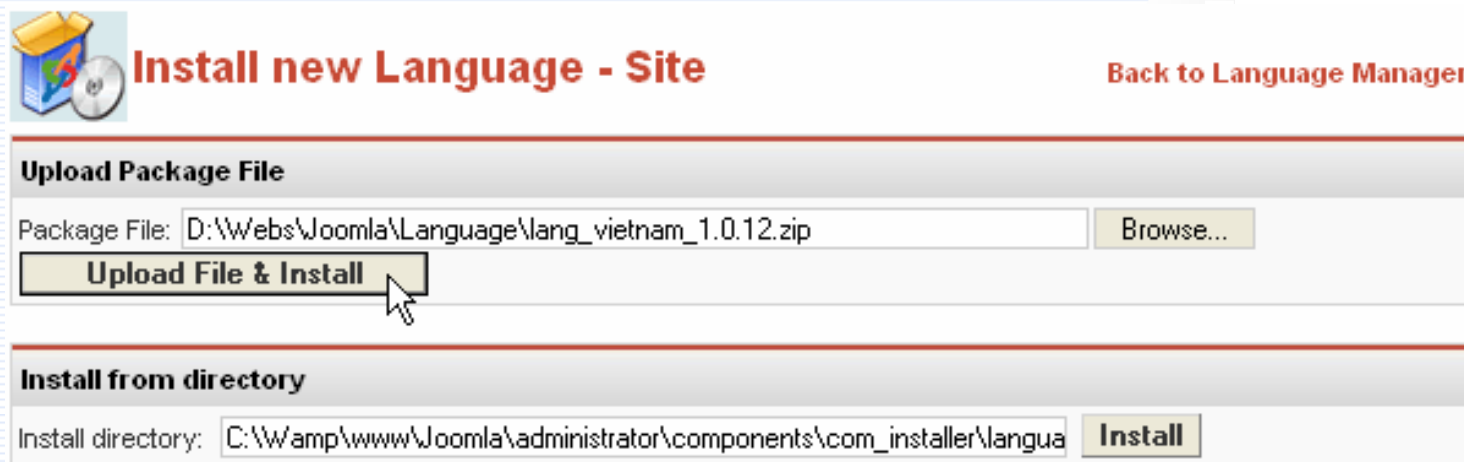 Install new Language - Site
Back to Language Manager
Upload Package File
Package File: D:\Webs\Joomla\Language\lang_vietnam_1.0.12.zip Browse...
Upload File & Install
Install from directory
Install directory: C:\Wamp\www\Joomla\administrator\components\com_installer\langua Install